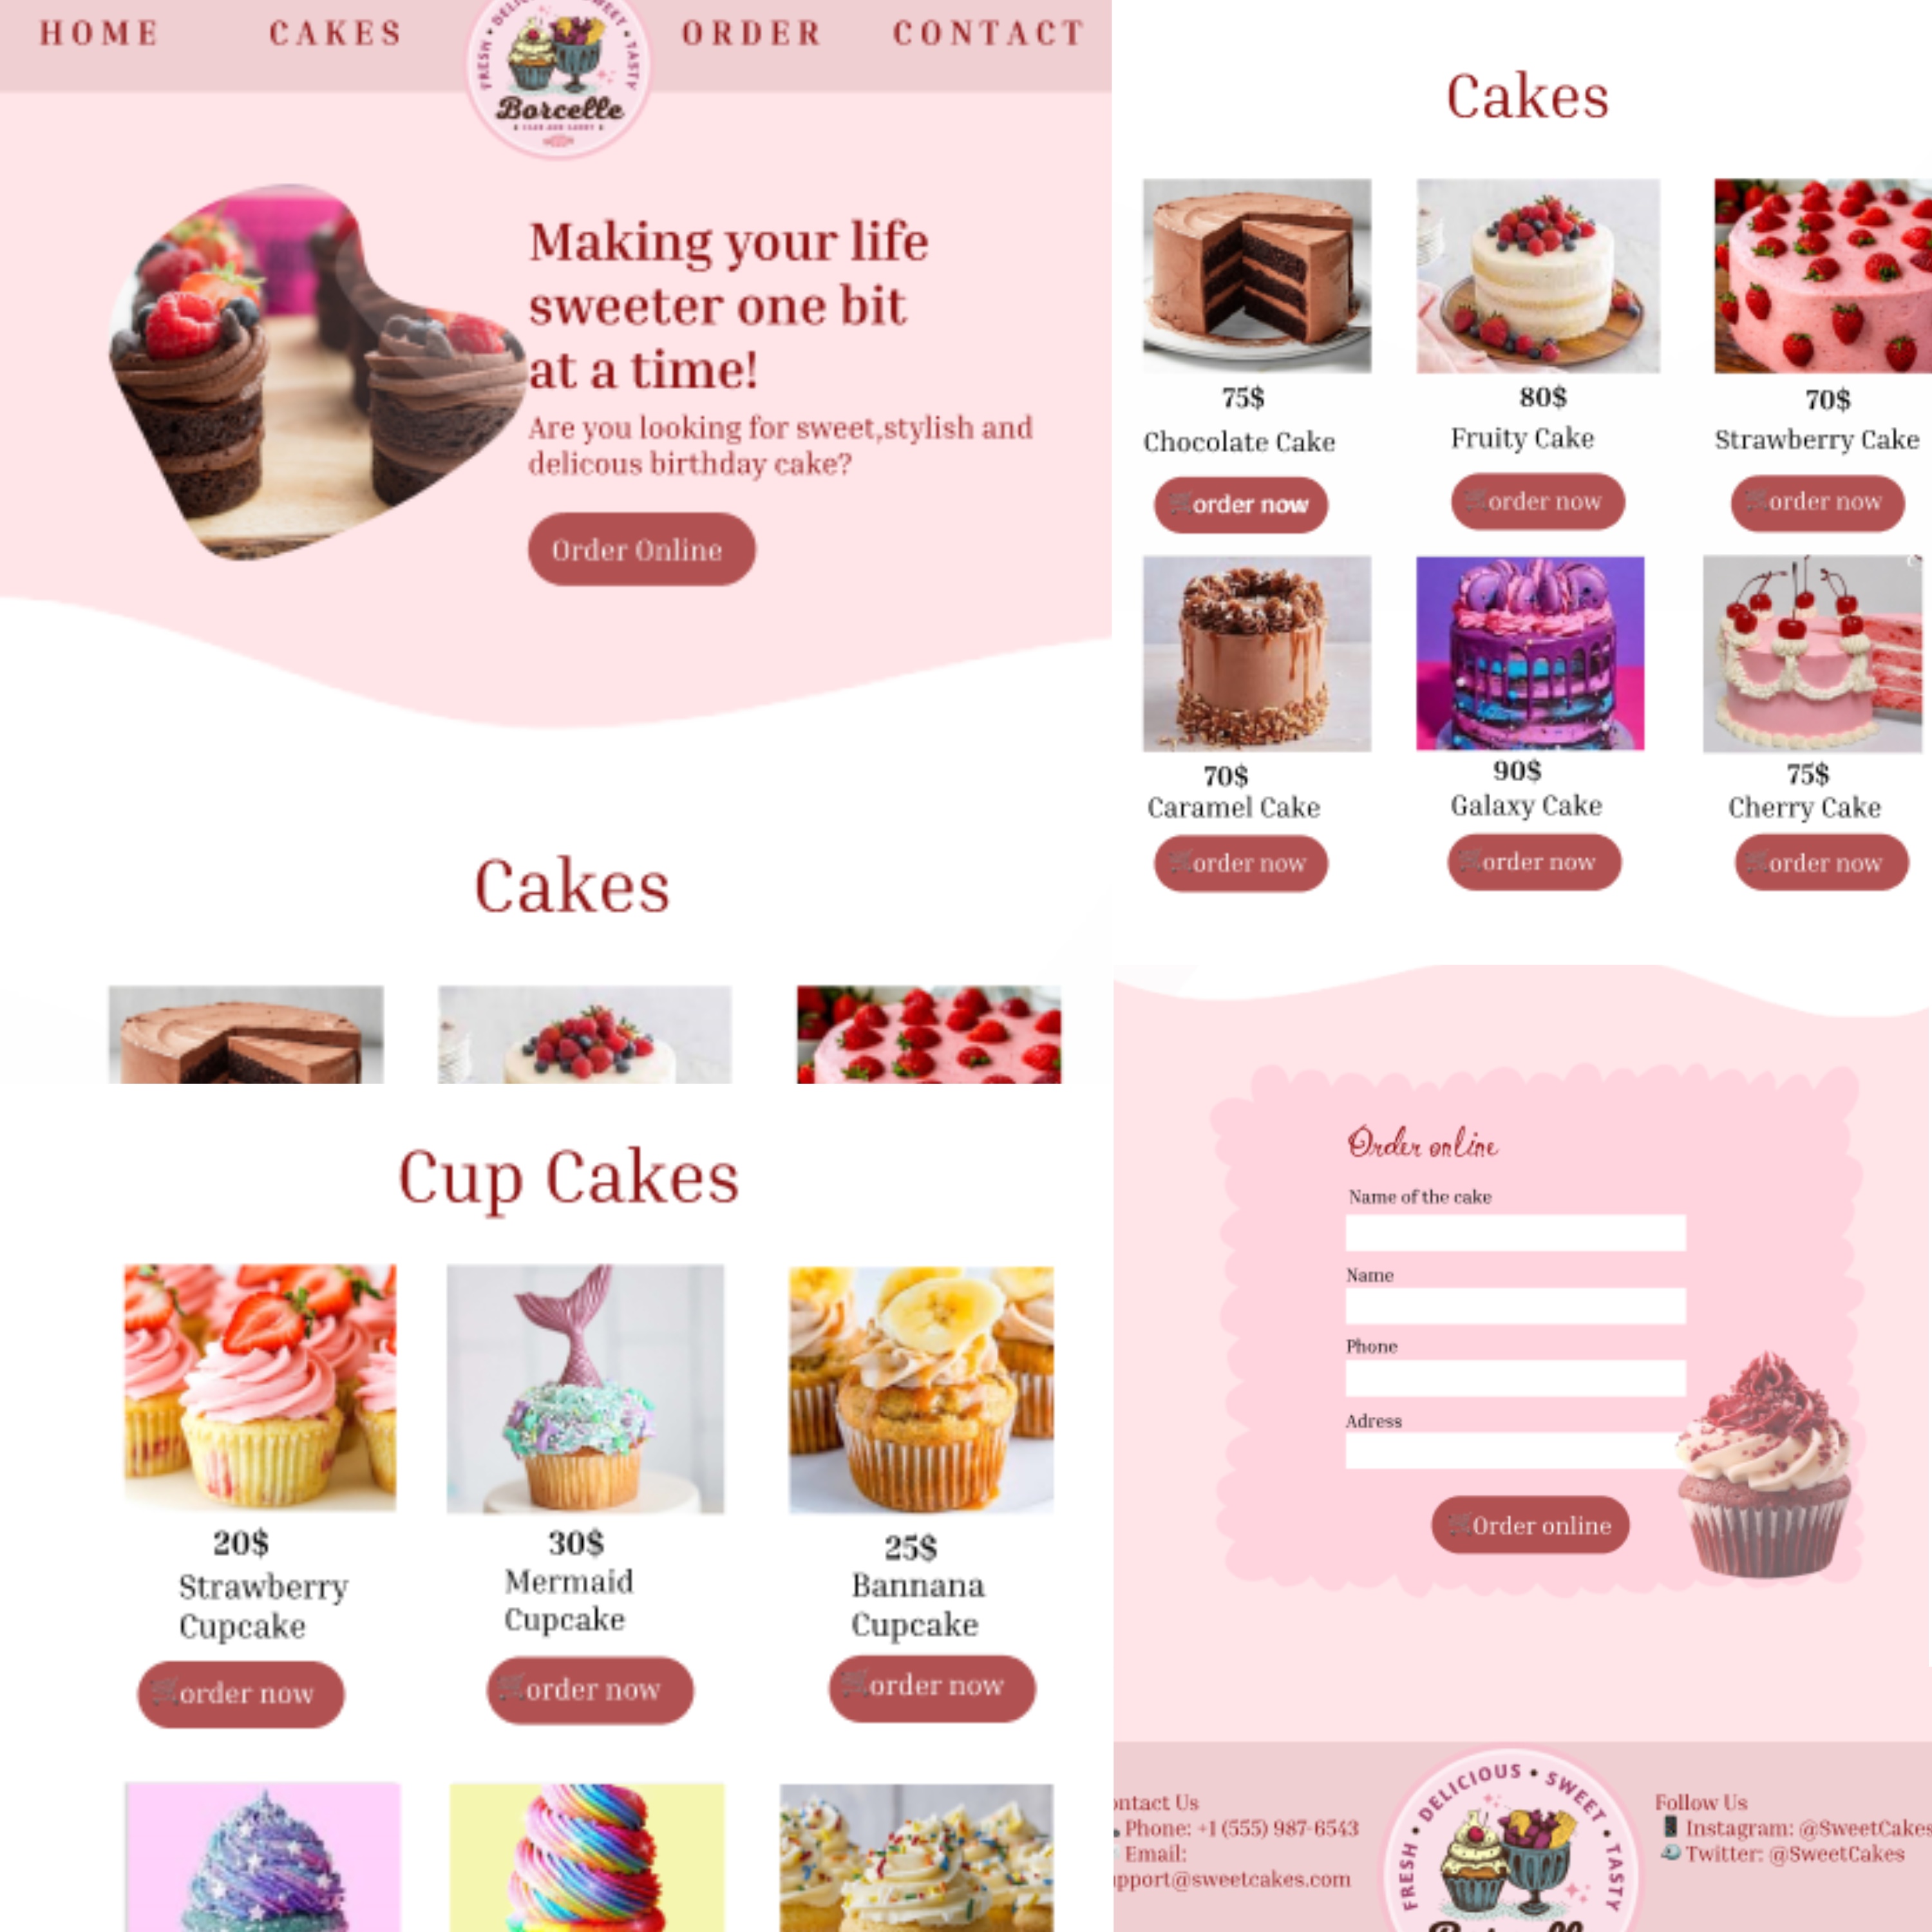 HOME CAKES ORDER CONTACT
FRESH • DELICIOUS • SWEET • TASTY
Borcelle
Making your life
sweeter one bit
at a time!
Are you looking for sweet,stylish and
delicous birthday cake?
Order Online
Cakes
Cup Cakes
20$ 30$ 25$
Strawberry
Cupcake
Mermaid
Cupcake
Bannana
Cupcake
order now order now order now
Cakes
75$ 80$ 70$
Chocolate Cake Fruity Cake Strawberry Cake
order now order now order now
70$ 90$ 75$
Caramel Cake Galaxy Cake Cherry Cake
order now order now order now
Order online
Name of the cake
Name
Phone
Adress
Order online
ontact Us
Phone: +1 (555) 987-6543
Email:
pport@sweetcakes.com
FRESH • DELICIOUS • SWEET • TASTY
Follow Us
Instagram: @SweetCakes
Twitter: @SweetCakes